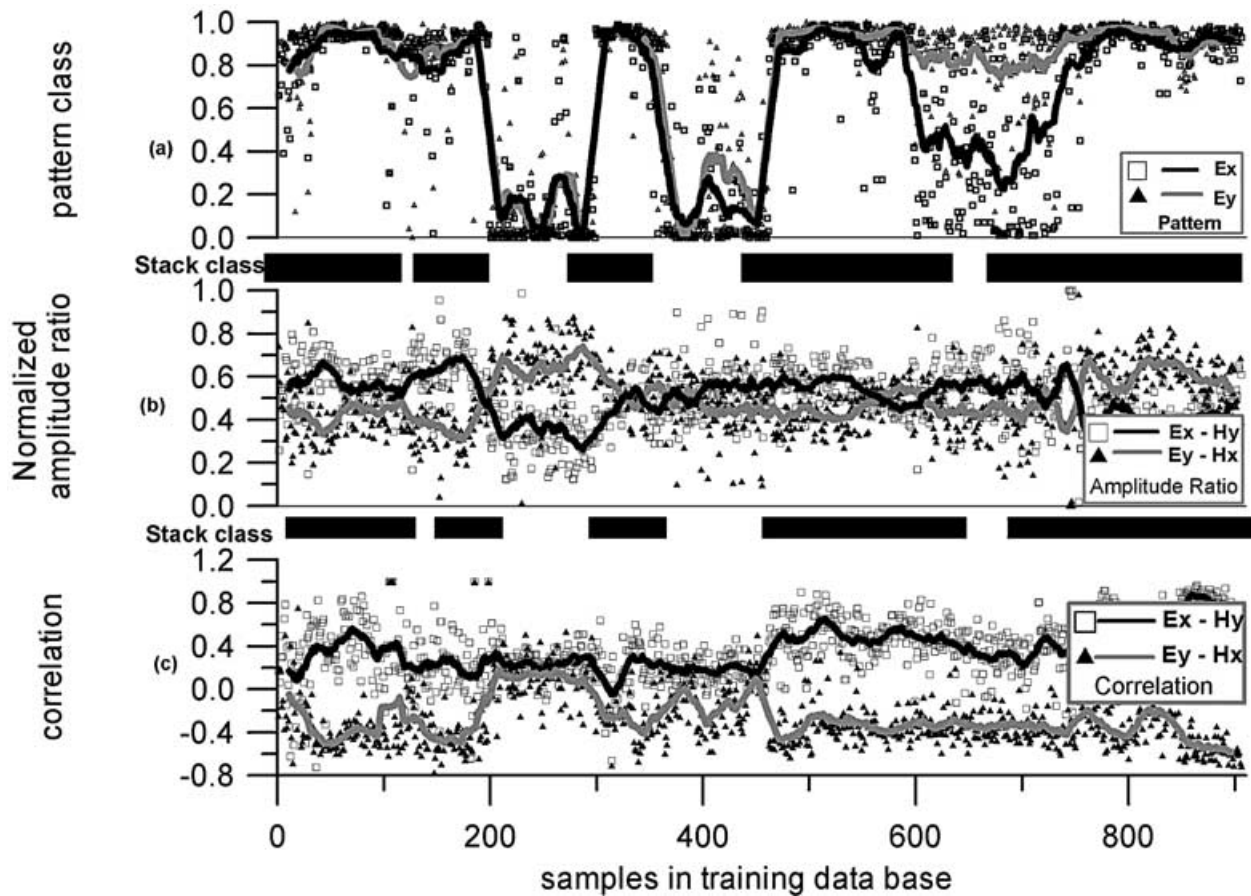 pattern class
1.0
0.8
0.6
0.4
0.2
0.0
(a)
Ex
Ey
Pattern
Stack class
Normalized
amplitude ratio
1.0
0.8
0.6
0.4
0.2
0.0
(b)
Ex - Hy
Ey - Hx
Amplitude Ratio
Stack class
correlation
1.2
0.8
0.4
0.0
-0.4
-0.8
(c)
Ex - Hy
Ey - Hx
Correlation
0 200 400 600 800
samples in training data base